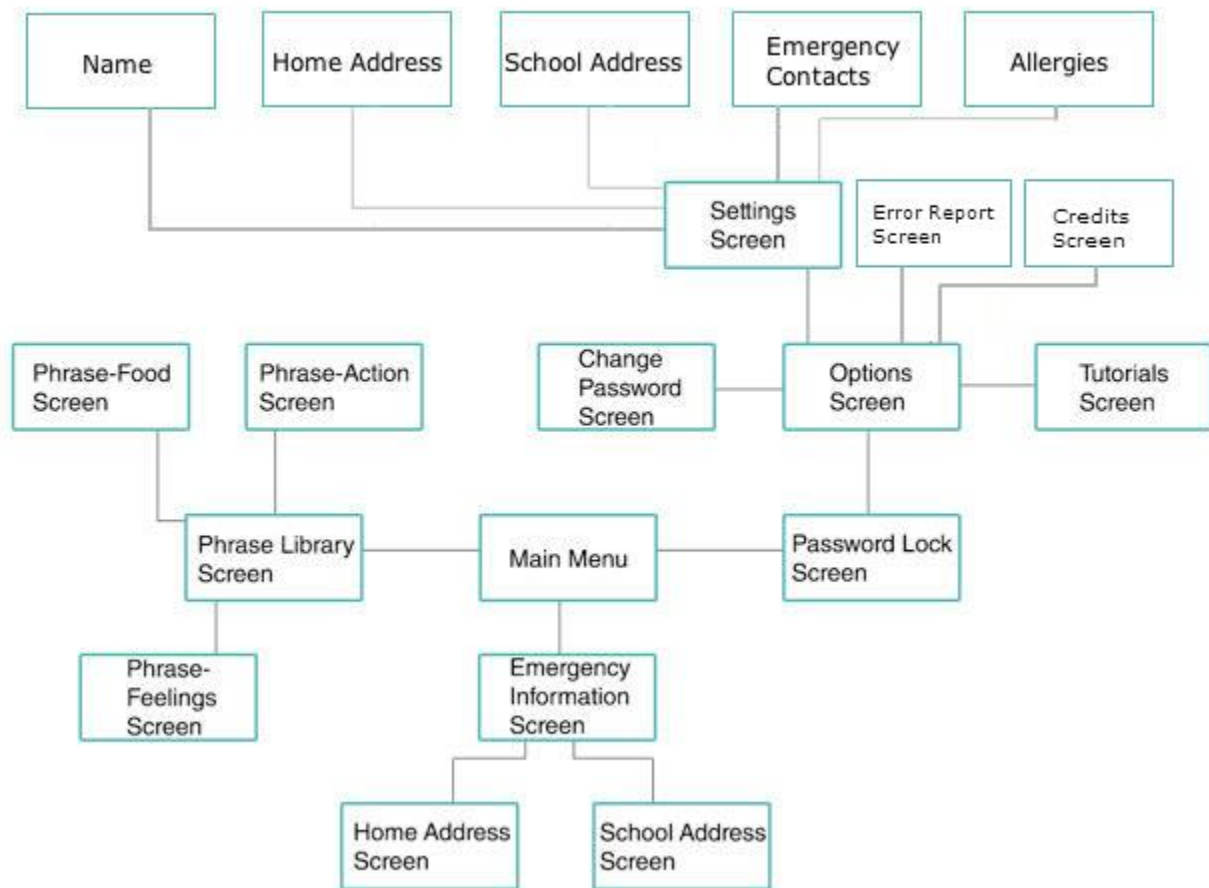 Name
Home Address
School Address
Emergency
Contacts
Allergies
Settings
Screen
Error Report
Screen
Credits
Screen
Phrase-Food
Screen
Phrase-Action
Screen
Change
Password
Screen
Options
Screen
Tutorials
Screen
Phrase Library
Screen
Main Menu
Password Lock
Screen
Phrase-
Feelings
Screen
Emergency
Information
Screen
Home Address
Screen
School Address
Screen